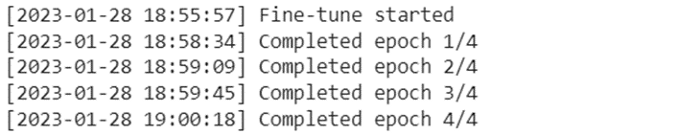 [2023-01-28 18:55:57] Fine-tune started
[2023-01-28 18:58:34] Completed epoch 1/4
[2023-01-28 18:59:09] Completed epoch 2/4
[2023-01-28 18:59:45] Completed epoch 3/4
[2023-01-28 19:00:18] Completed epoch 4/4